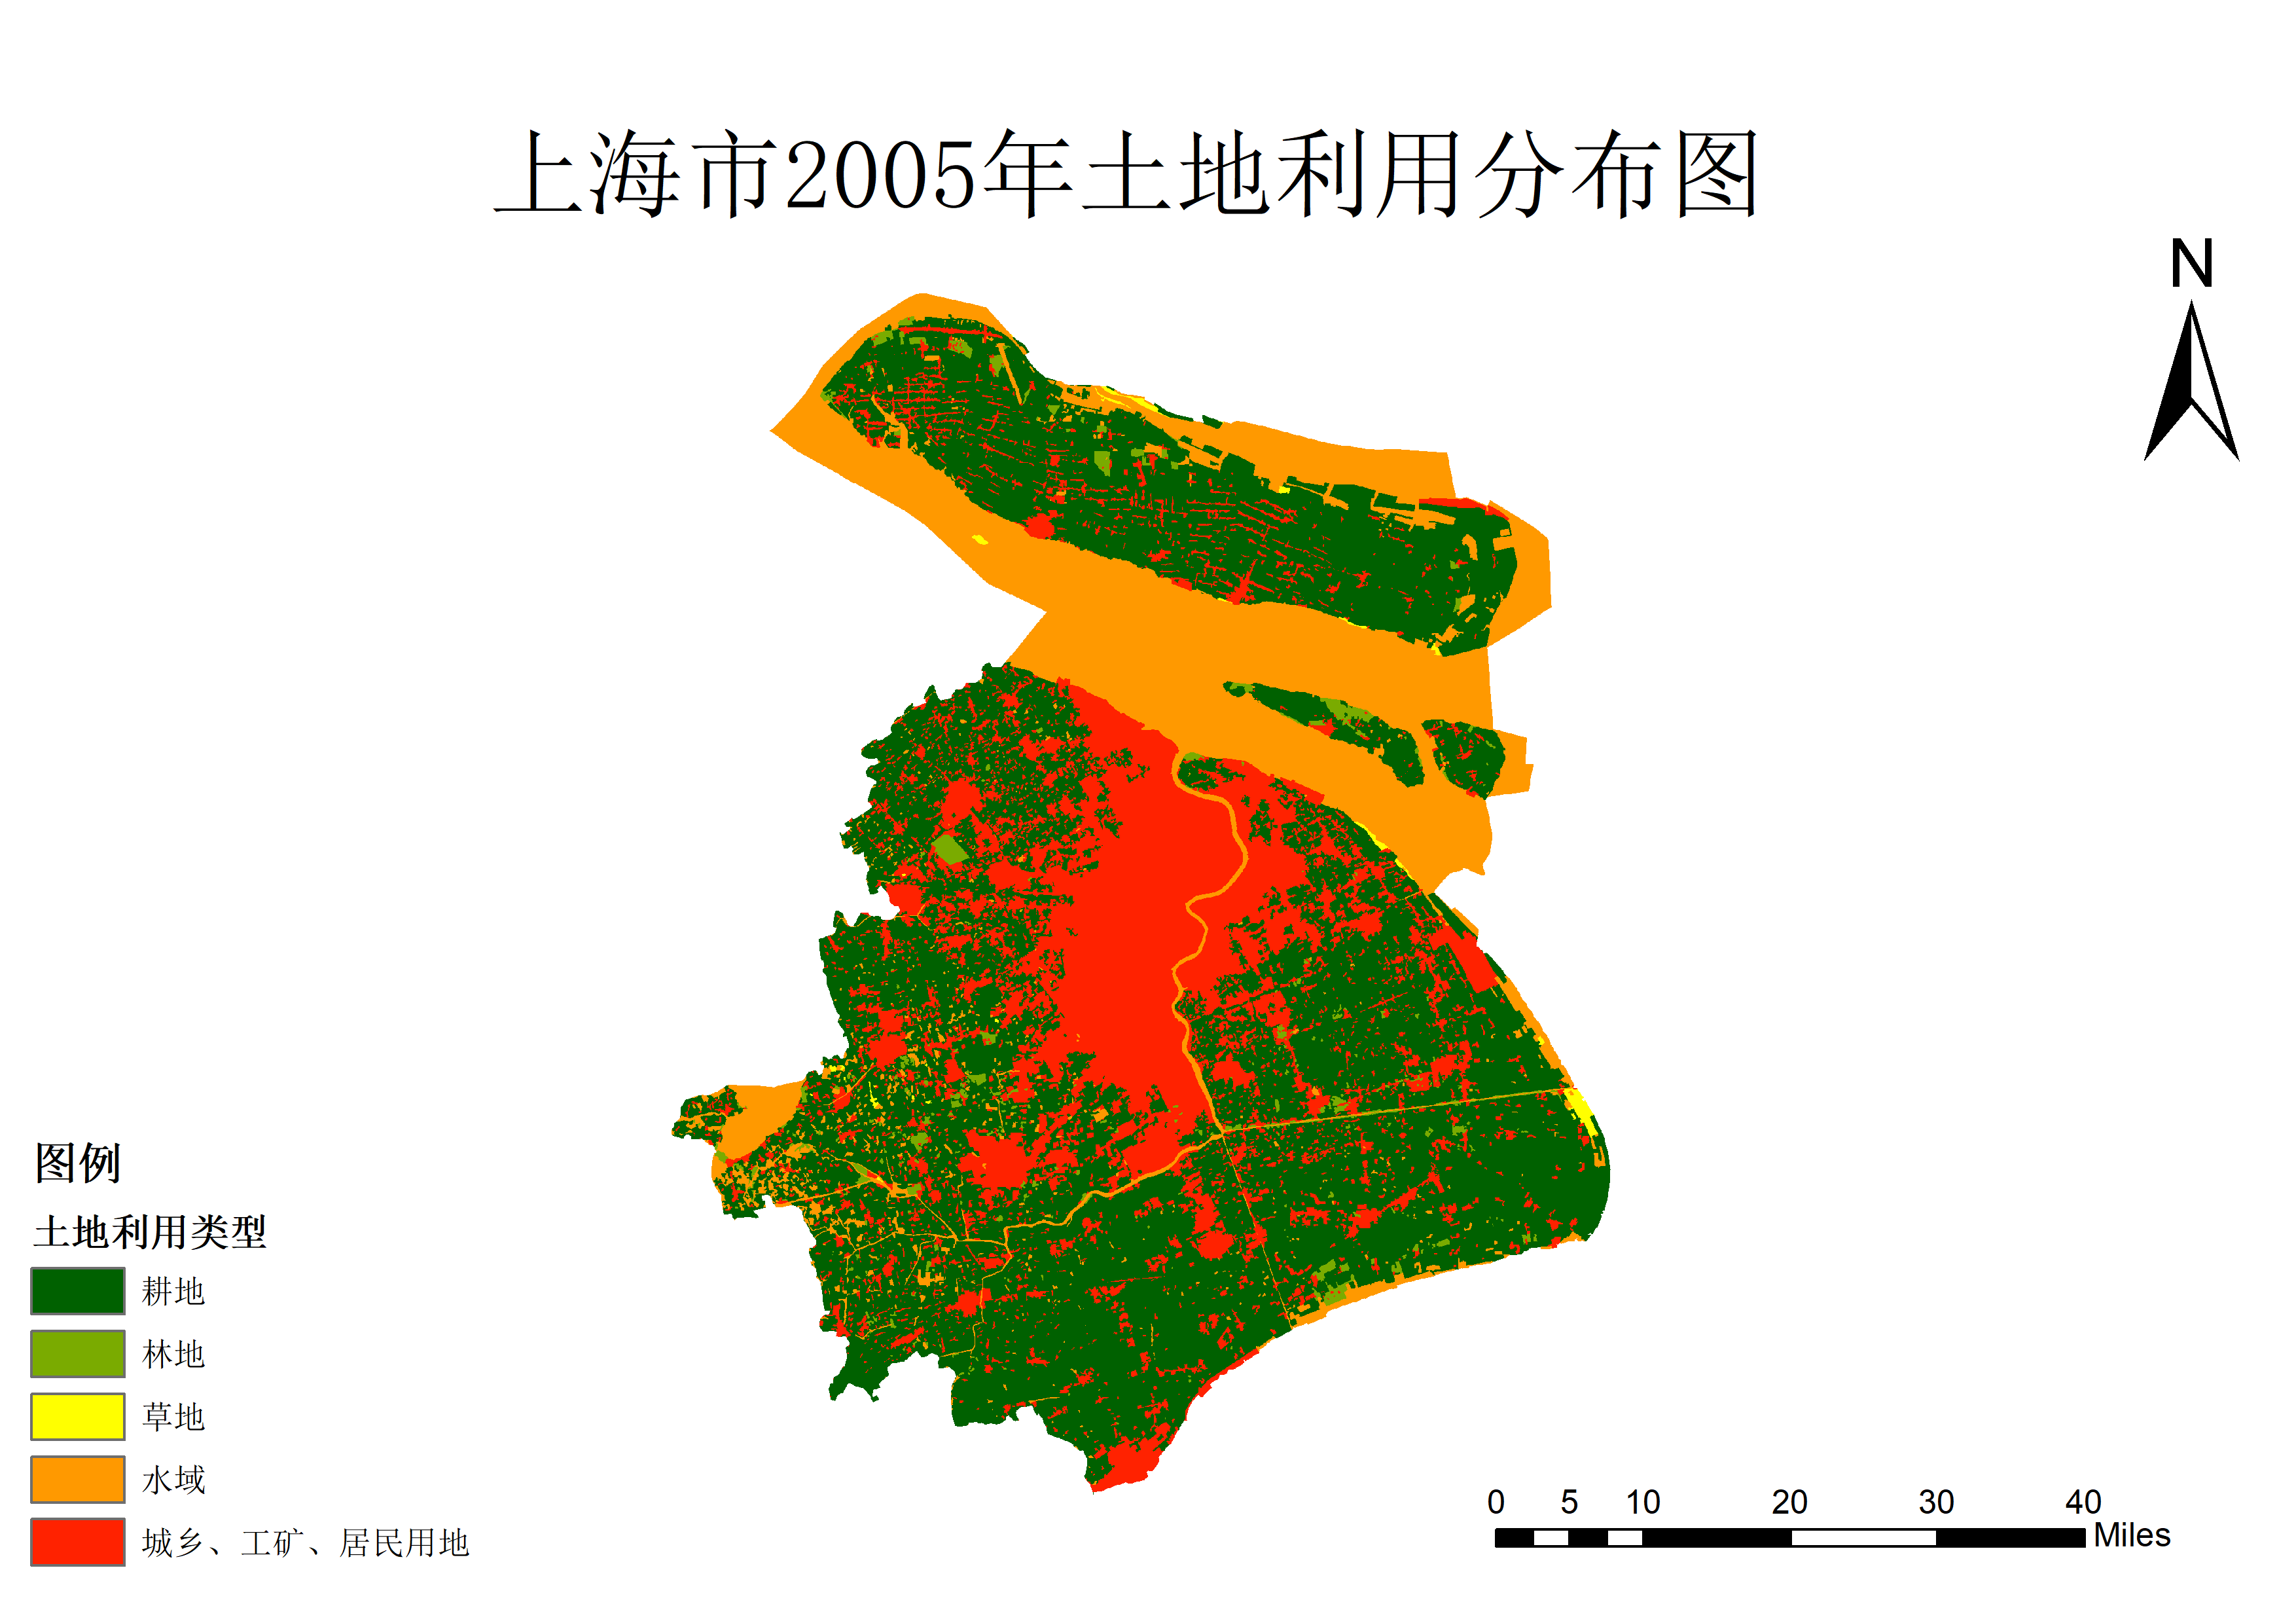 上海市2005年土地利用分布图
N
图例
土地利用类型
耕地
林地
草地
水域
城乡、工矿、居民用地
0 5 10 20 30 40
Miles